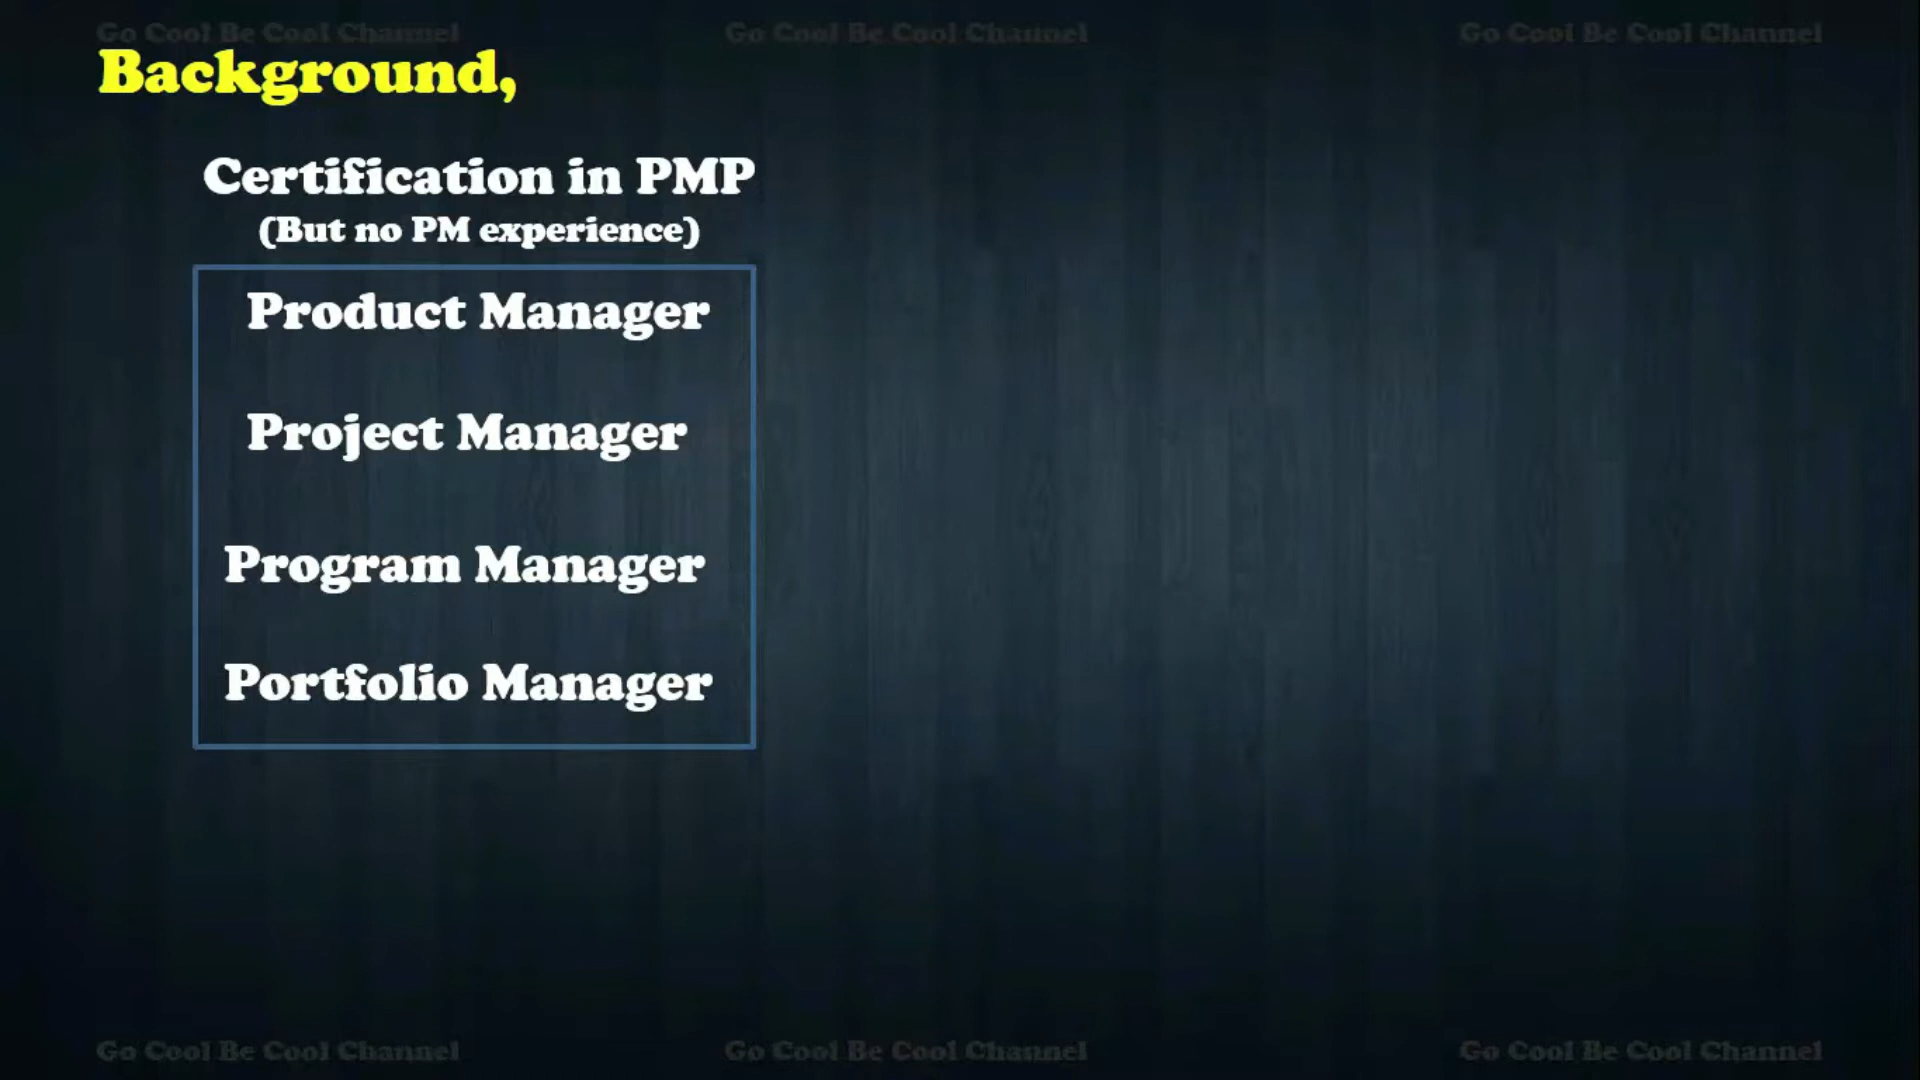 Go Cool Be Cool Channel Go Cool Be Cool Channel Go Cool Be Cool Channel
Background,
Certification in PMP
(But no PM experience)
Product Manager
Project Manager
Program Manager
Portfolio Manager
Go Cool Be Cool Channel Go Cool Be Cool Channel Go Cool Be Cool Channel